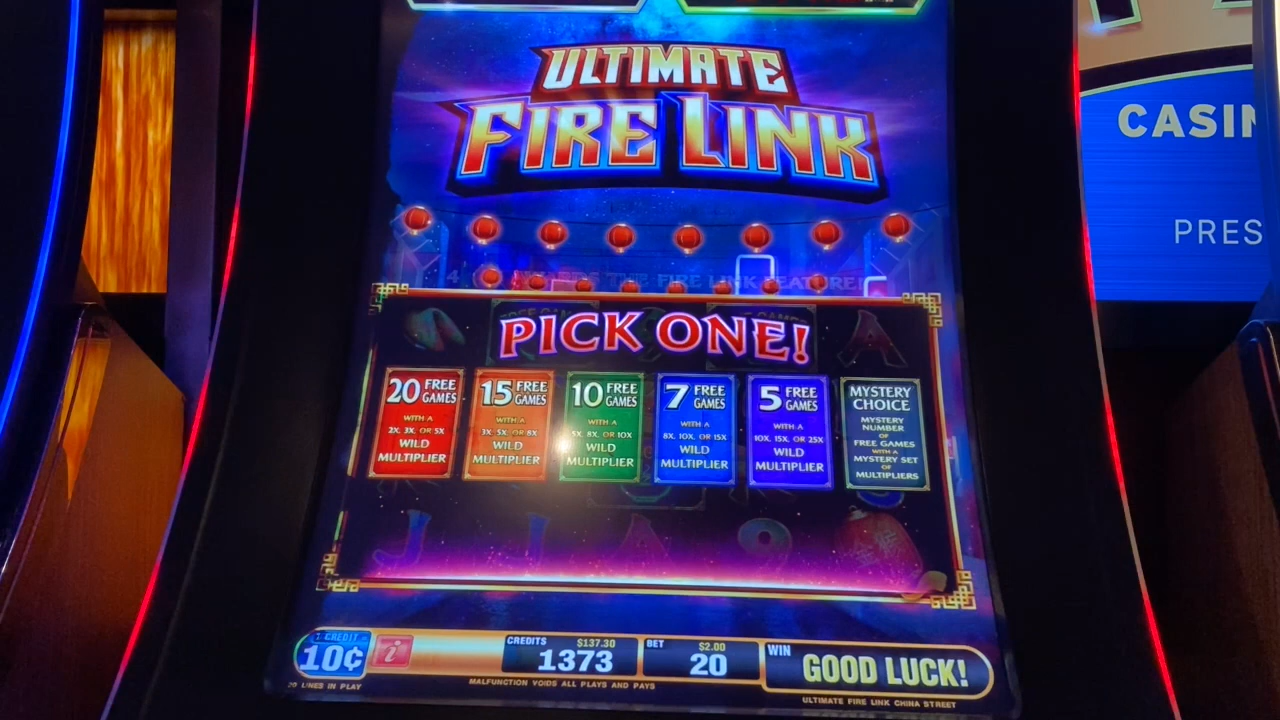 ULTIMATE
FIRE LINK
CASIN
PRES
THE FIRE LINK FEATURE!
PICK ONE!
20 FREE GAMES
WITH A
2X, 3X, OR 5X
WILD
MULTIPLIER
15 FREE GAMES
WITH A
3X, 5X, OR 8X
WILD
MULTIPLIER
10 FREE GAMES
WITH A
5X, 8X, OR 10X
WILD
MULTIPLIER
7 FREE GAMES
WITH A
8X, 10X, OR 15X
WILD
MULTIPLIER
5 FREE GAMES
WITH A
10X, 15X, OR 25X
WILD
MULTIPLIER
MYSTERY
CHOICE
MYSTERY
NUMBER
OF
FREE GAMES
WITH A
MYSTERY SET
OF
MULTIPLIERS
A
J
A
9
1 CREDIT
10¢
i
CREDITS $137.30
1373
BET $2.00
20
WIN
GOOD LUCK!
20 LINES IN PLAY
MALFUNCTION VOIDS ALL PLAYS AND PAYS
ULTIMATE FIRE LINK CHINA STREET